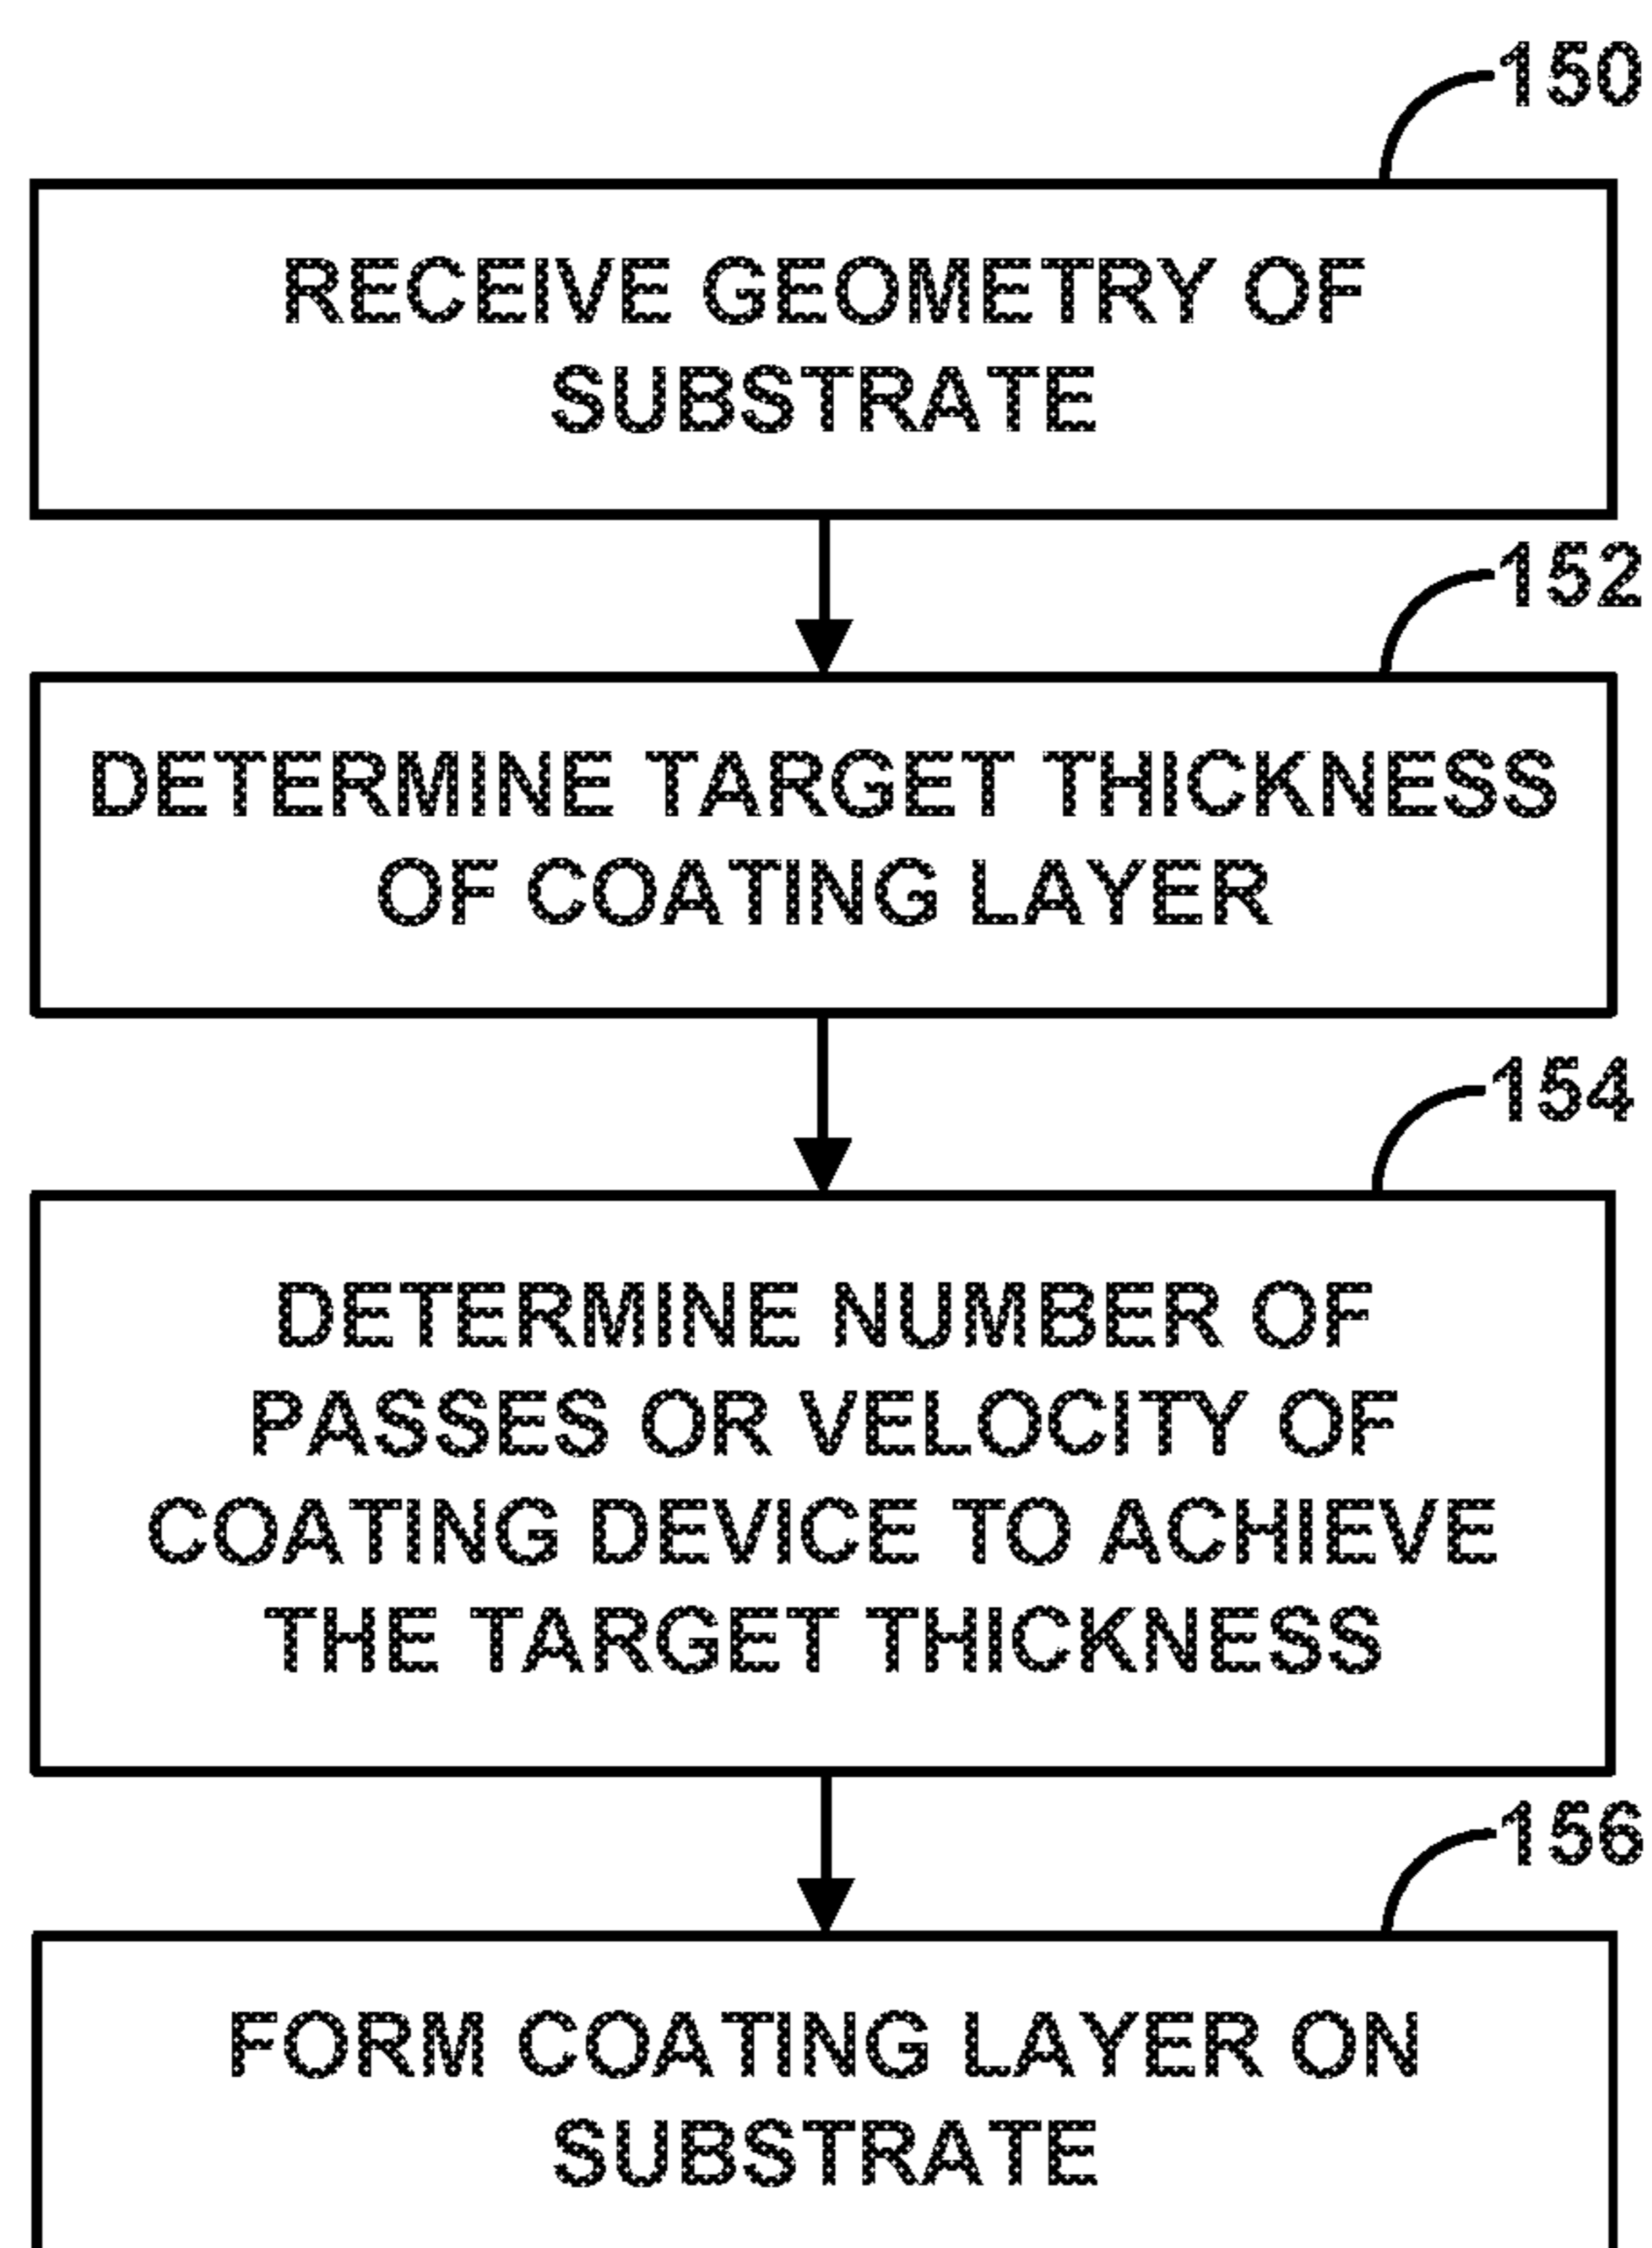 150
RECEIVE GEOMETRY OF
SUBSTRATE
152
DETERMINE TARGET THICKNESS
OF COATING LAYER
154
DETERMINE NUMBER OF
PASSES OR VELOCITY OF
COATING DEVICE TO ACHIEVE
THE TARGET THICKNESS
156
FORM COATING LAYER ON
SUBSTRATE